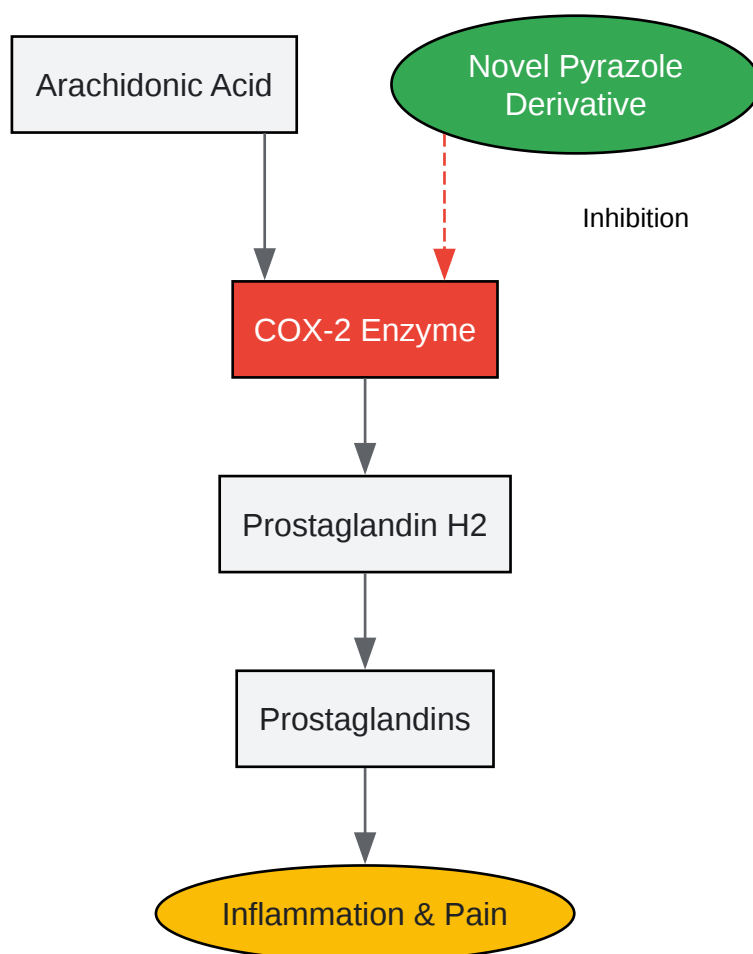 Arachidonic Acid
Novel Pyrazole
Derivative
Inhibition
COX-2 Enzyme
Prostaglandin H2
Prostaglandins
Inflammation & Pain